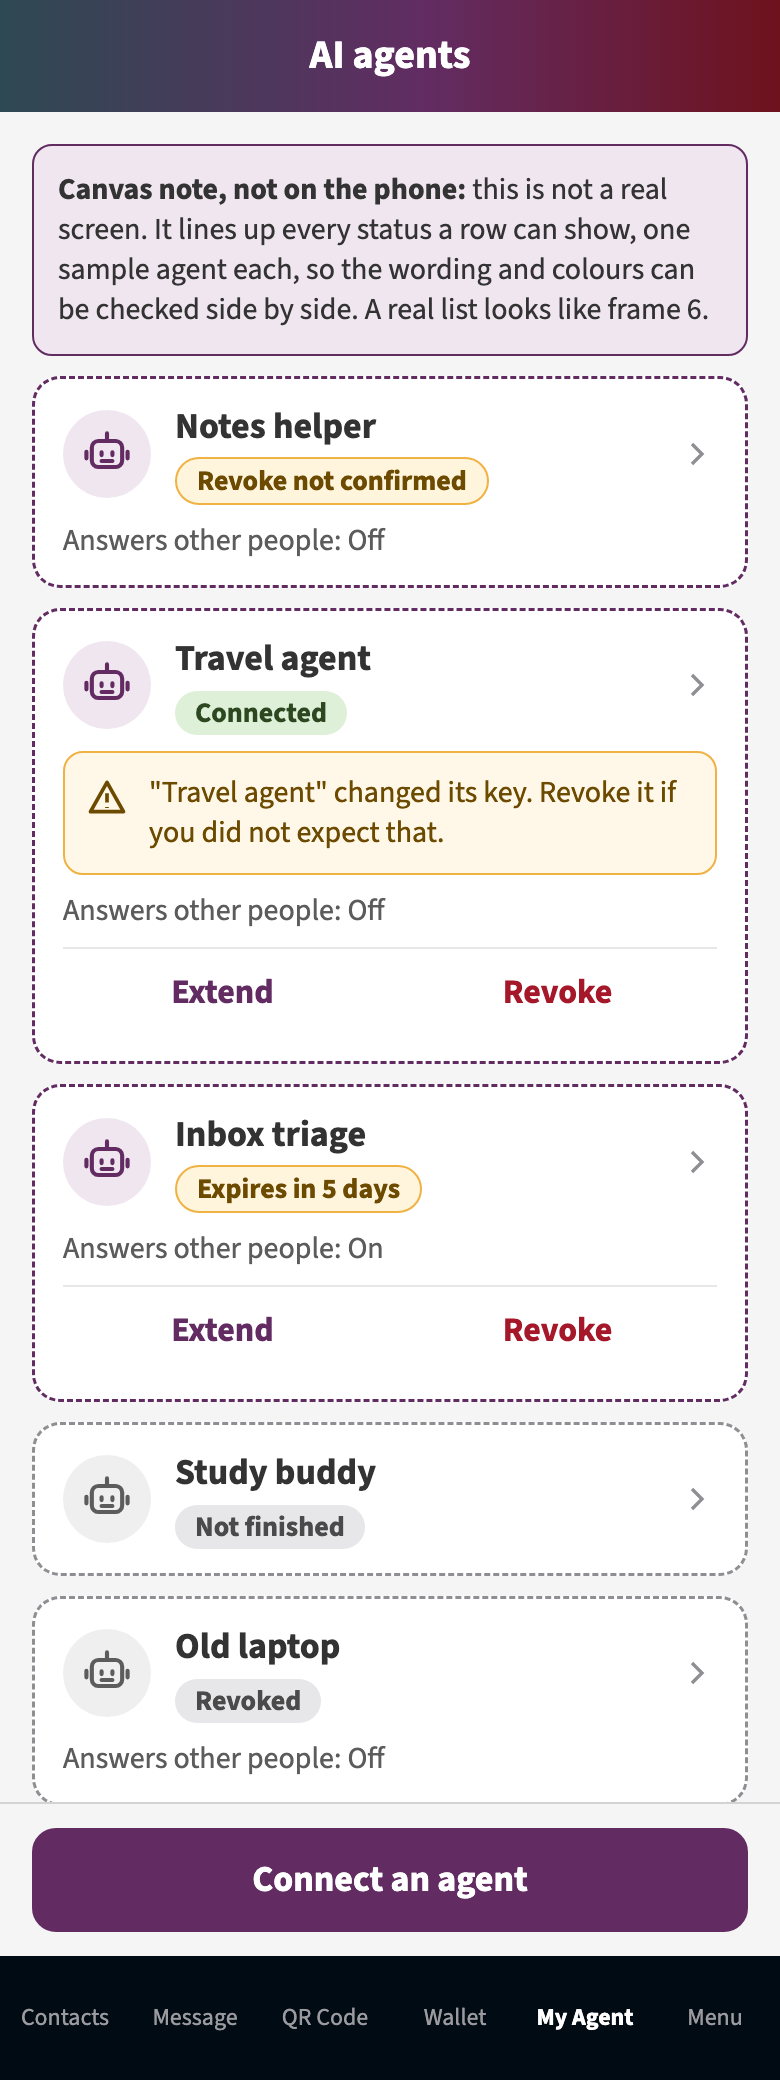 AI agents
Canvas note, not on the phone: this is not a real
screen. It lines up every status a row can show, one
sample agent each, so the wording and colours can
be checked side by side. A real list looks like frame 6.
Notes helper
Revoke not confirmed
Answers other people: Off
Travel agent
Connected
"Travel agent" changed its key. Revoke it if
you did not expect that.
Answers other people: Off
Extend Revoke
Inbox triage
Expires in 5 days
Answers other people: On
Extend Revoke
Study buddy
Not finished
Old laptop
Revoked
Answers other people: Off
Connect an agent
Contacts Message QR Code Wallet My Agent Menu